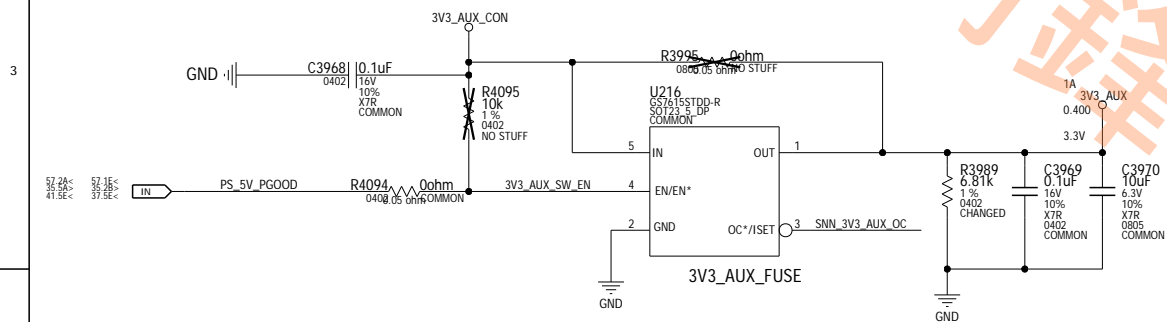 3
3V3_AUX_CON
GND
C3968 0.1uF
0402 16V
10%
X7R
COMMON
R4095
10k
1 %
0402
NO STUFF
R3995 0ohm
0805 0.05 ohm NO STUFF
U216
GS7615STDD-R
SOT23_5_DP
COMMON
5 IN
OUT 1
4 EN/EN*
2 GND
OC*/ISET 3
SNN_3V3_AUX_OC
3V3_AUX_FUSE
GND
57.2A< 57.1E<
35.5A> 35.2B>
41.5E< 37.5E<
IN
PS_5V_PGOOD
R4094 0ohm
0402 0.05 ohm COMMON
3V3_AUX_SW_EN
1A
3V3_AUX
0.400
3.3V
R3989
6.81k
1 %
0402
CHANGED
C3969
0.1uF
16V
10%
X7R
0402
COMMON
C3970
10uF
6.3V
10%
X7R
0805
COMMON
GND